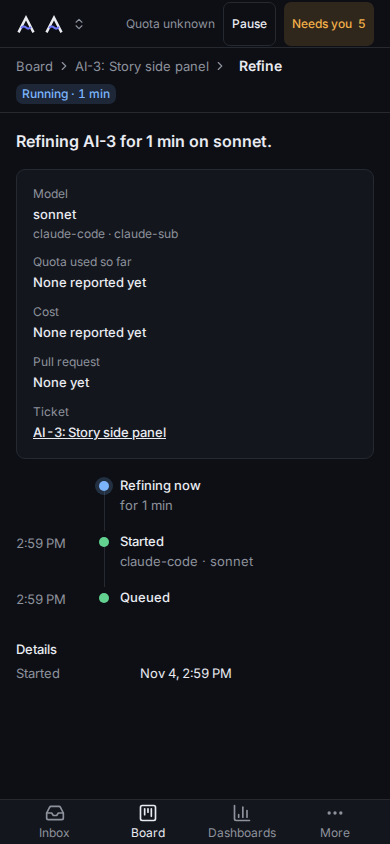 Quota unknown
Pause
Needs you 5
Board > AI-3: Story side panel > Refine
Running · 1 min
Refining AI-3 for 1 min on sonnet.
Model
sonnet
claude-code · claude-sub
Quota used so far
None reported yet
Cost
None reported yet
Pull request
None yet
Ticket
AI-3: Story side panel
Refining now
for 1 min
2:59 PM Started
claude-code · sonnet
2:59 PM Queued
Details
Started Nov 4, 2:59 PM
Inbox Board Dashboards More